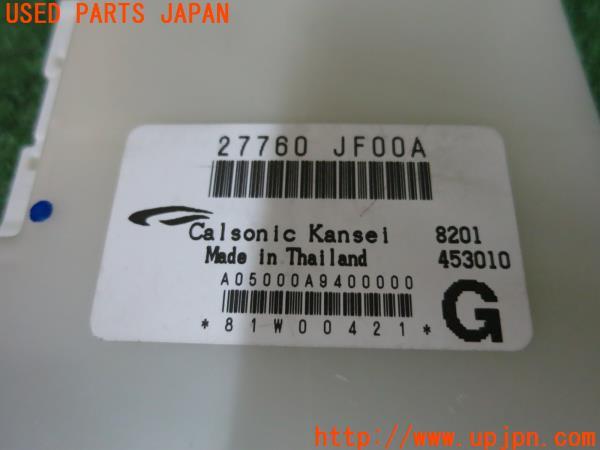 USED PARTS JAPAN
27760 JF00A
Calsonic Kansei 8201
Made in Thailand 453010
A05000A9400000
*81W00421*
G
http://www.upjpn.com/